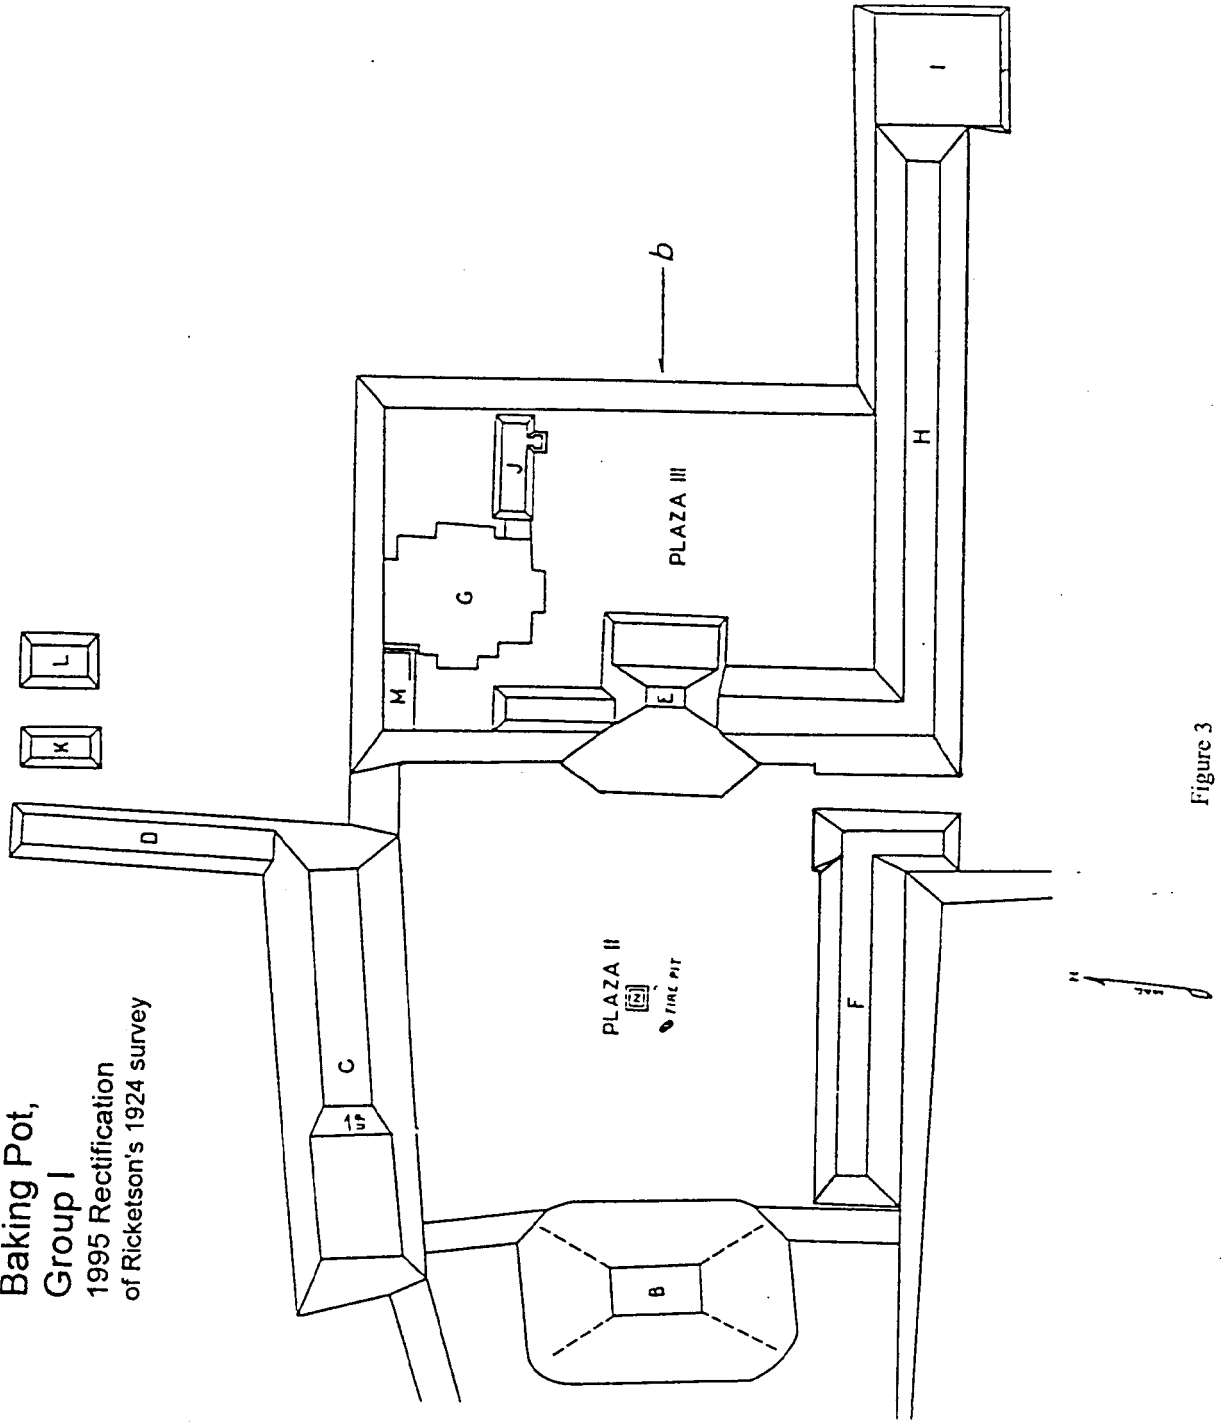 Baking Pot,
Group I
1995 Rectification
of Ricketson's 1924 survey
L
K
D
C
UP
M
G
J
E
PLAZA III
b
I
H
PLAZA II
N
FIRE PIT
F
B
N
Figure 3